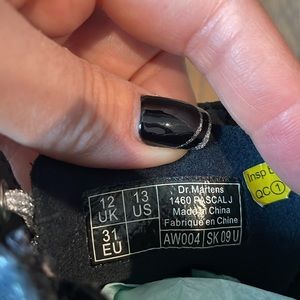 12 UK
13 US
31 EU
Dr.Martens
1460 PASCAL J
Made in China
Fabriqué en Chine
AW004 SK 09 U
Insp
QC 1